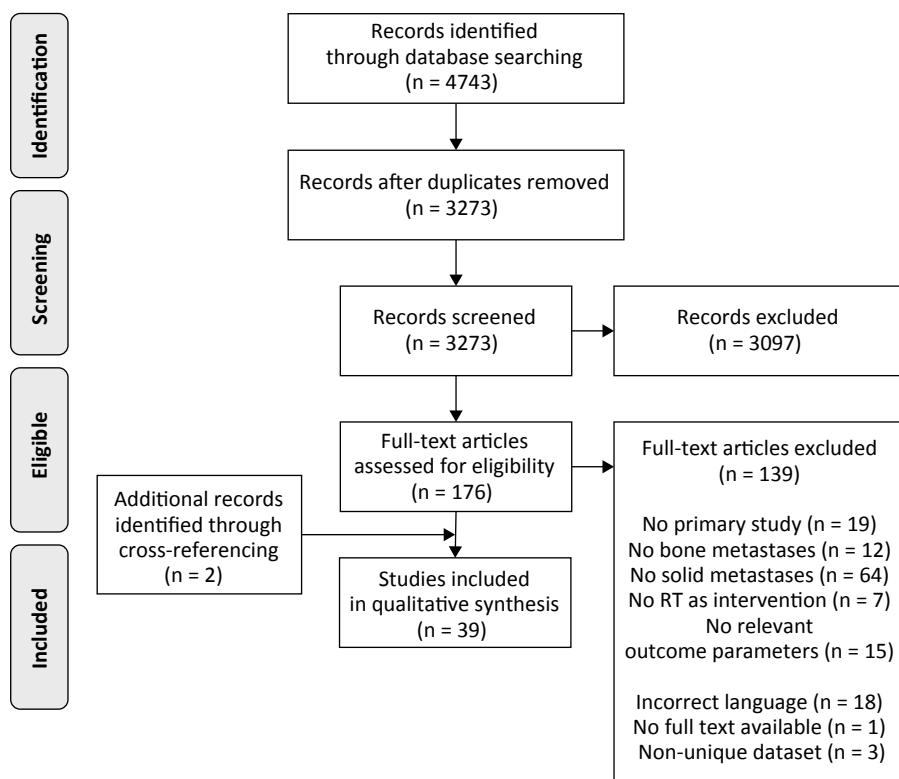 Identification
Records identified
through database searching
(n = 4743)
Records after duplicates removed
(n = 3273)
Screening
Records screened
(n = 3273)
Records excluded
(n = 3097)
Eligible
Full-text articles
assessed for eligibility
(n = 176)
Full-text articles excluded
(n = 139)
No primary study (n = 19)
No bone metastases (n = 12)
No solid metastases (n = 64)
No RT as intervention (n = 7)
No relevant
outcome parameters (n = 15)
Incorrect language (n = 18)
No full text available (n = 1)
Non-unique dataset (n = 3)
Additional records
identified through
cross-referencing
(n = 2)
Included
Studies included
in qualitative synthesis
(n = 39)